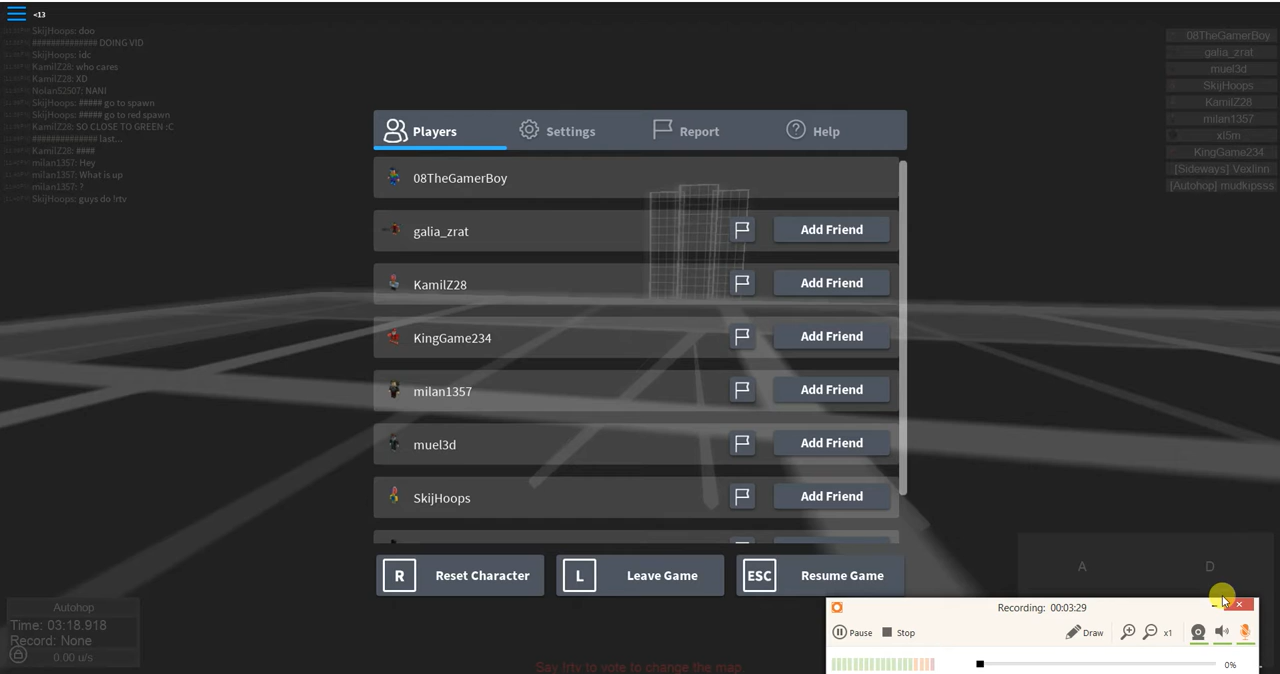 <13
SkijHoops: doo
############## DOING VID
SkijHoops: idc
KamilZ28: who cares
KamilZ28: XD
Nolan52507: NANI
SkijHoops: ##### go to spawn
SkijHoops: ##### go to red spawn
KamilZ28: SO CLOSE TO GREEN :C
############## last...
KamilZ28: ####
milan1357: Hey
milan1357: What is up
milan1357: ?
SkijHoops: guys do !rtv
08TheGamerBoy
galia_zrat
muel3d
SkijHoops
KamilZ28
milan1357
xl5m
KingGame234
[Sideways] Vexlinn
[Autohop] mudkipsss
Players
Settings
Report
Help
08TheGamerBoy
galia_zrat
Add Friend
KamilZ28
Add Friend
KingGame234
Add Friend
milan1357
Add Friend
muel3d
Add Friend
SkijHoops
Add Friend
R
Reset Character
L
Leave Game
ESC
Resume Game
A
D
Autohop
Time: 03:18.918
Record: None
0.00 u/s
Say !rtv to vote to change the map.
Recording: 00:03:29
Pause
Stop
Draw
x1
0%